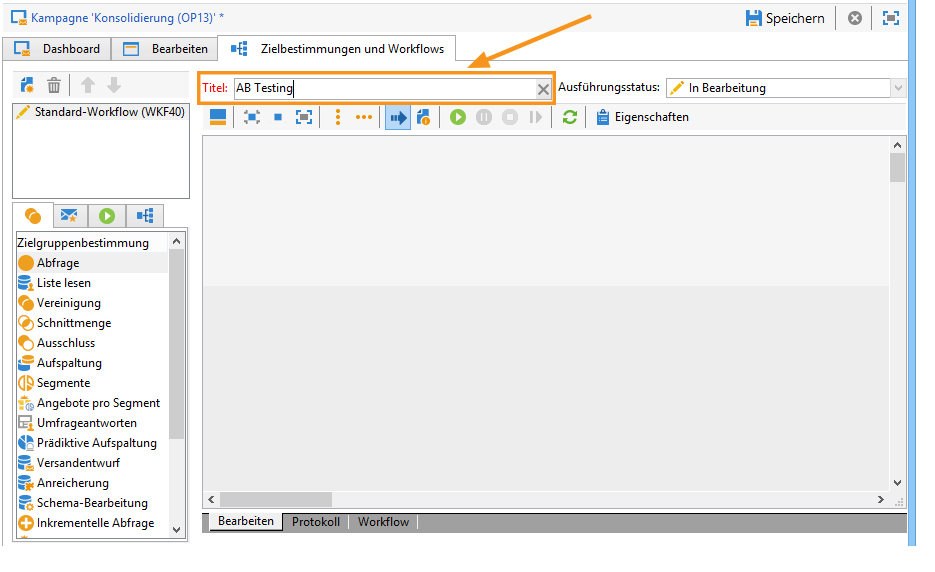 Kampagne 'Konsolidierung (OP13)' *
Speichern
Dashboard
Bearbeiten
Zielbestimmungen und Workflows
Titel: AB Testing
Ausführungsstatus: In Bearbeitung
Standard-Workflow (WKF40)
Eigenschaften
Zielgruppenbestimmung
Abfrage
Liste lesen
Vereinigung
Schnittmenge
Ausschluss
Aufspaltung
Segmente
Angebote pro Segment
Umfrageantworten
Prädiktive Aufspaltung
Versandentwurf
Anreicherung
Schema-Bearbeitung
Inkrementelle Abfrage
Bearbeiten
Protokoll
Workflow